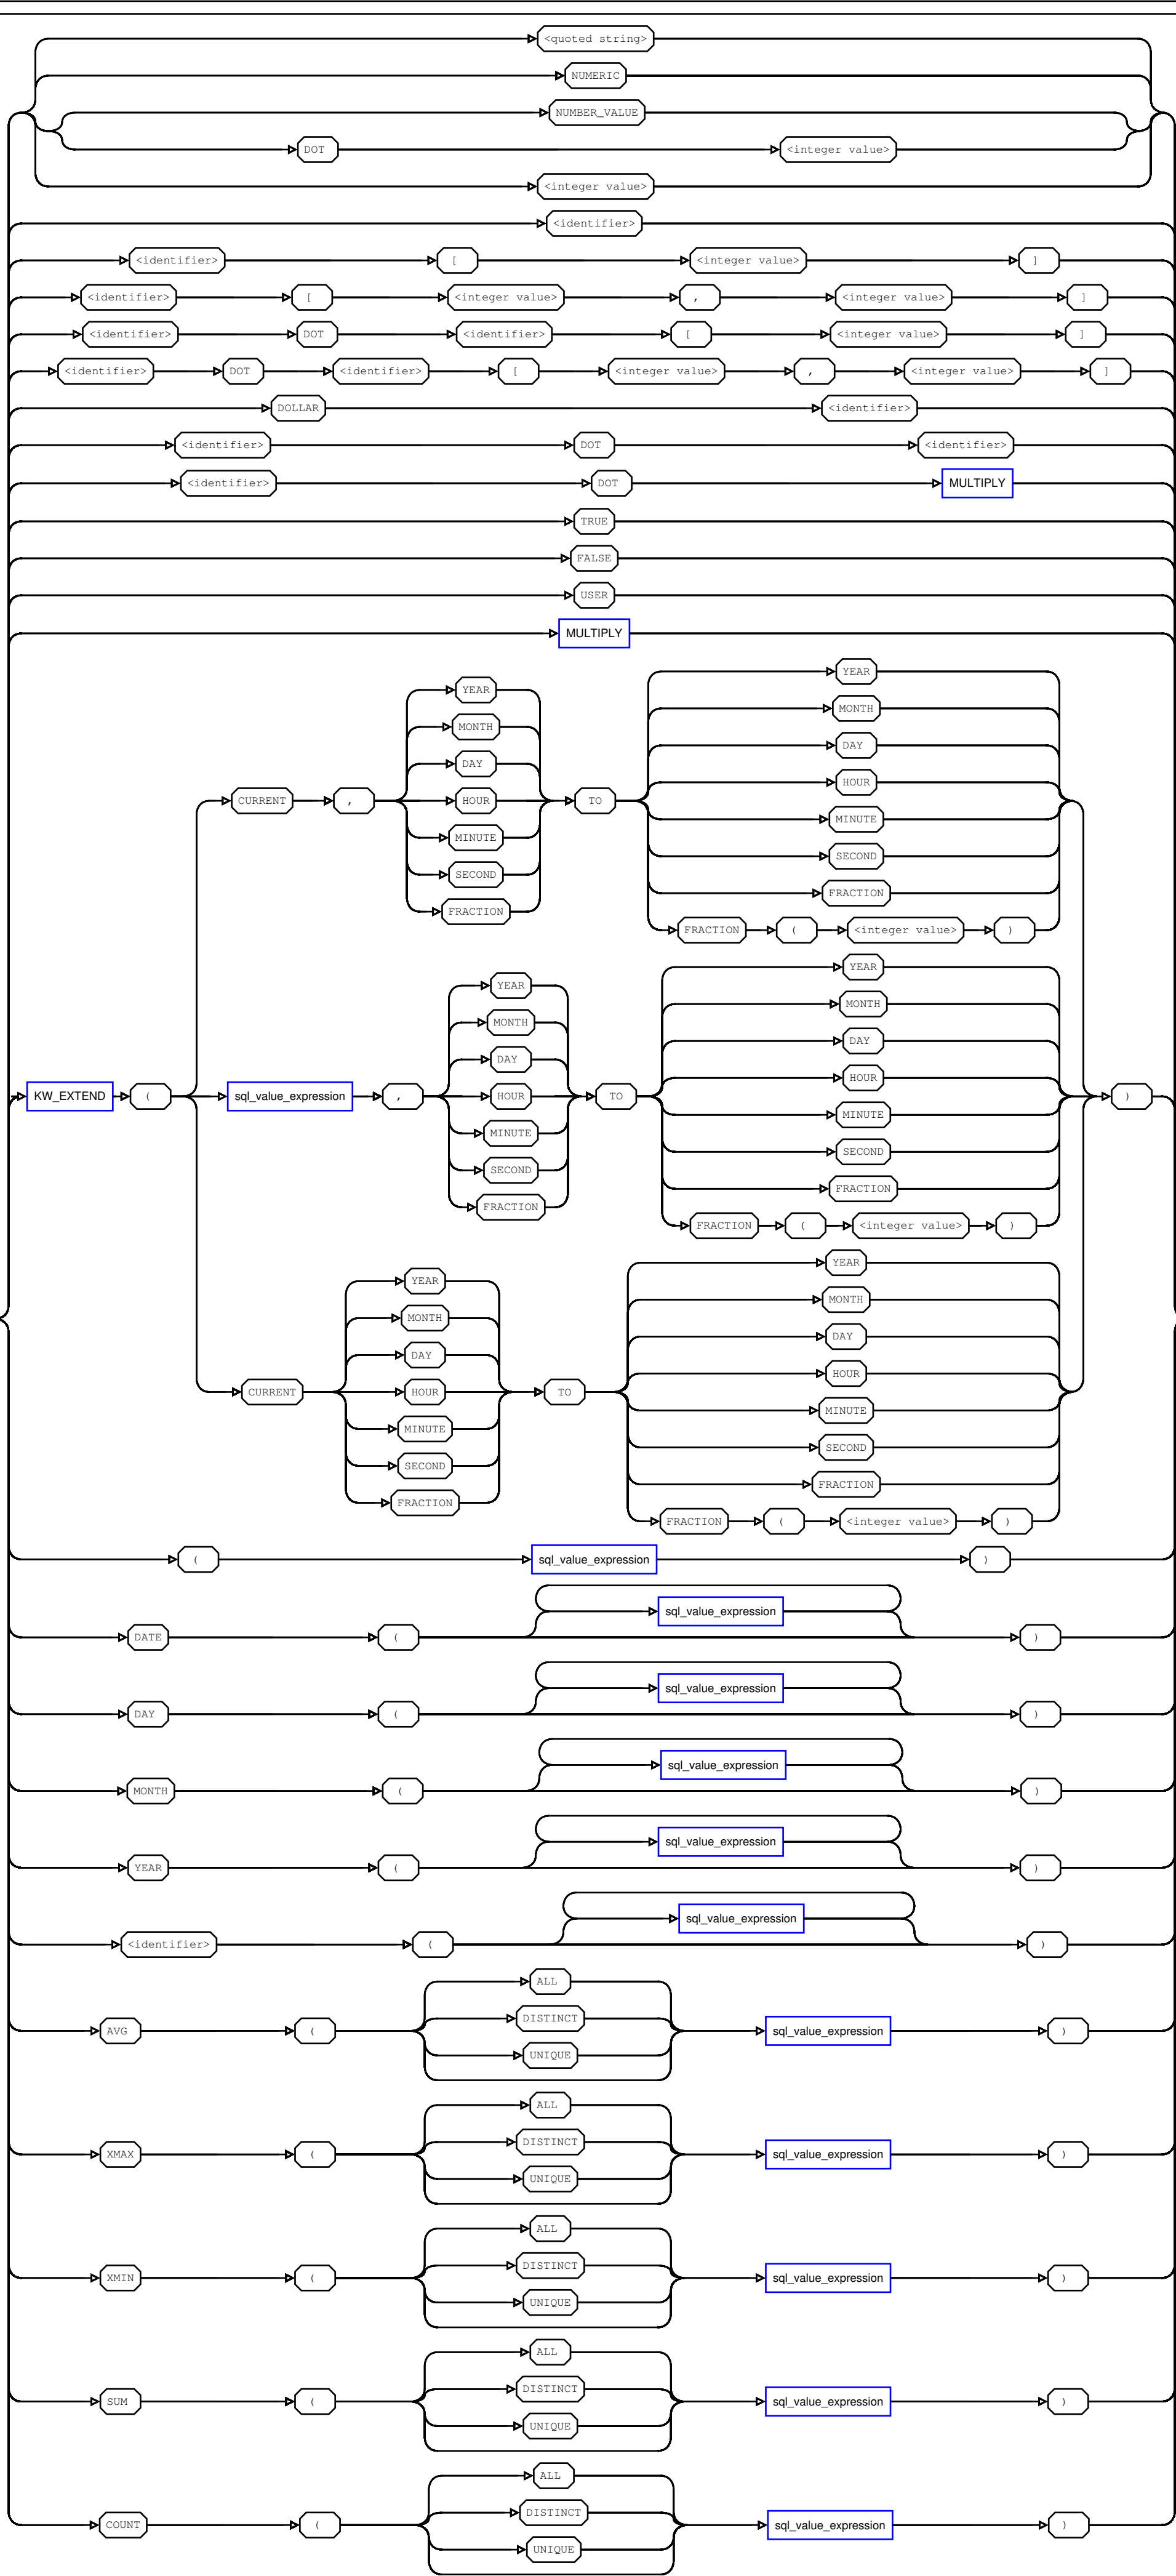 <quoted string>
NUMERIC
NUMBER_VALUE
DOT <integer value>
<integer value>
<identifier>
<identifier> [ <integer value> ]
<identifier> [ <integer value> , <integer value> ]
<identifier> DOT <identifier> [ <integer value> ]
<identifier> DOT <identifier> [ <integer value> , <integer value> ]
DOLLAR <identifier>
<identifier> DOT <identifier>
<identifier> DOT MULTIPLY
TRUE
FALSE
USER
MULTIPLY
YEAR
YEAR
MONTH
MONTH
DAY
DAY
HOUR
CURRENT , HOUR TO
MINUTE
MINUTE
SECOND
SECOND
FRACTION
FRACTION
FRACTION ( <integer value> )
YEAR
YEAR
MONTH
MONTH
DAY
DAY
HOUR
KW_EXTEND ( sql_value_expression , HOUR TO )
MINUTE
MINUTE
SECOND
SECOND
FRACTION
FRACTION
FRACTION ( <integer value> )
YEAR
YEAR
MONTH
MONTH
DAY
DAY
HOUR
CURRENT HOUR TO
MINUTE
MINUTE
SECOND
SECOND
FRACTION
FRACTION
FRACTION ( <integer value> )
( sql_value_expression )
sql_value_expression
DATE ( )
sql_value_expression
DAY ( )
sql_value_expression
MONTH ( )
sql_value_expression
YEAR ( )
sql_value_expression
<identifier> ( )
ALL
DISTINCT
AVG ( sql_value_expression )
UNIQUE
ALL
DISTINCT
XMAX ( sql_value_expression )
UNIQUE
ALL
DISTINCT
XMIN ( sql_value_expression )
UNIQUE
ALL
DISTINCT
SUM ( sql_value_expression )
UNIQUE
ALL
DISTINCT
COUNT ( sql_value_expression )
UNIQUE